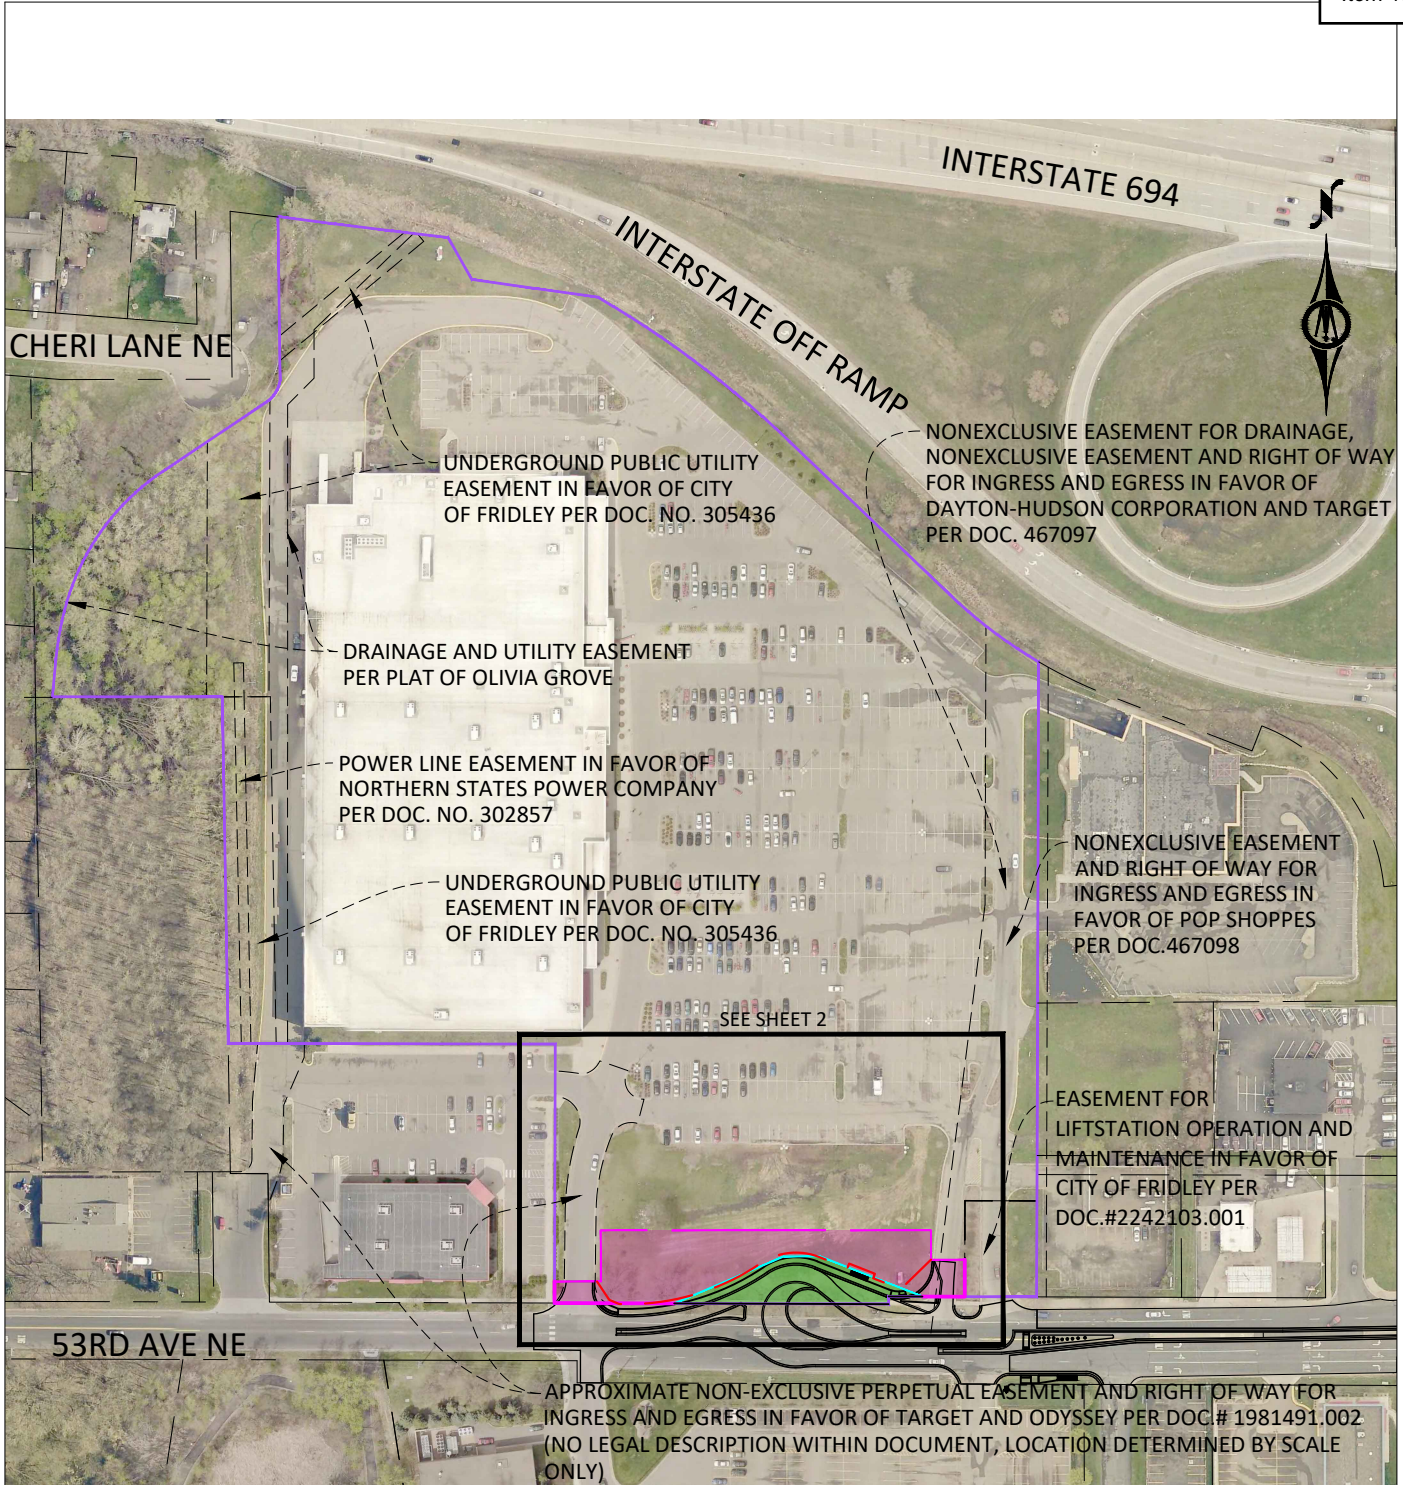 INTERSTATE 694
N
INTERSTATE OFF RAMP
CHERI LANE NE
NONEXCLUSIVE EASEMENT FOR DRAINAGE,
NONEXCLUSIVE EASEMENT AND RIGHT OF WAY
FOR INGRESS AND EGRESS IN FAVOR OF
DAYTON-HUDSON CORPORATION AND TARGET
PER DOC. 467097
UNDERGROUND PUBLIC UTILITY
EASEMENT IN FAVOR OF CITY
OF FRIDLEY PER DOC. NO. 305436
DRAINAGE AND UTILITY EASEMENT
PER PLAT OF OLIVIA GROVE
POWER LINE EASEMENT IN FAVOR OF
NORTHERN STATES POWER COMPANY
PER DOC. NO. 302857
NONEXCLUSIVE EASEMENT
AND RIGHT OF WAY FOR
INGRESS AND EGRESS IN
FAVOR OF POP SHOPPES
PER DOC.467098
UNDERGROUND PUBLIC UTILITY
EASEMENT IN FAVOR OF CITY
OF FRIDLEY PER DOC. NO. 305436
SEE SHEET 2
EASEMENT FOR
LIFTSTATION OPERATION AND
MAINTENANCE IN FAVOR OF
CITY OF FRIDLEY PER
DOC.#2242103.001
53RD AVE NE
APPROXIMATE NON-EXCLUSIVE PERPETUAL EASEMENT AND RIGHT OF WAY FOR
INGRESS AND EGRESS IN FAVOR OF TARGET AND ODYSSEY PER DOC.# 1981491.002
(NO LEGAL DESCRIPTION WITHIN DOCUMENT, LOCATION DETERMINED BY SCALE
ONLY)